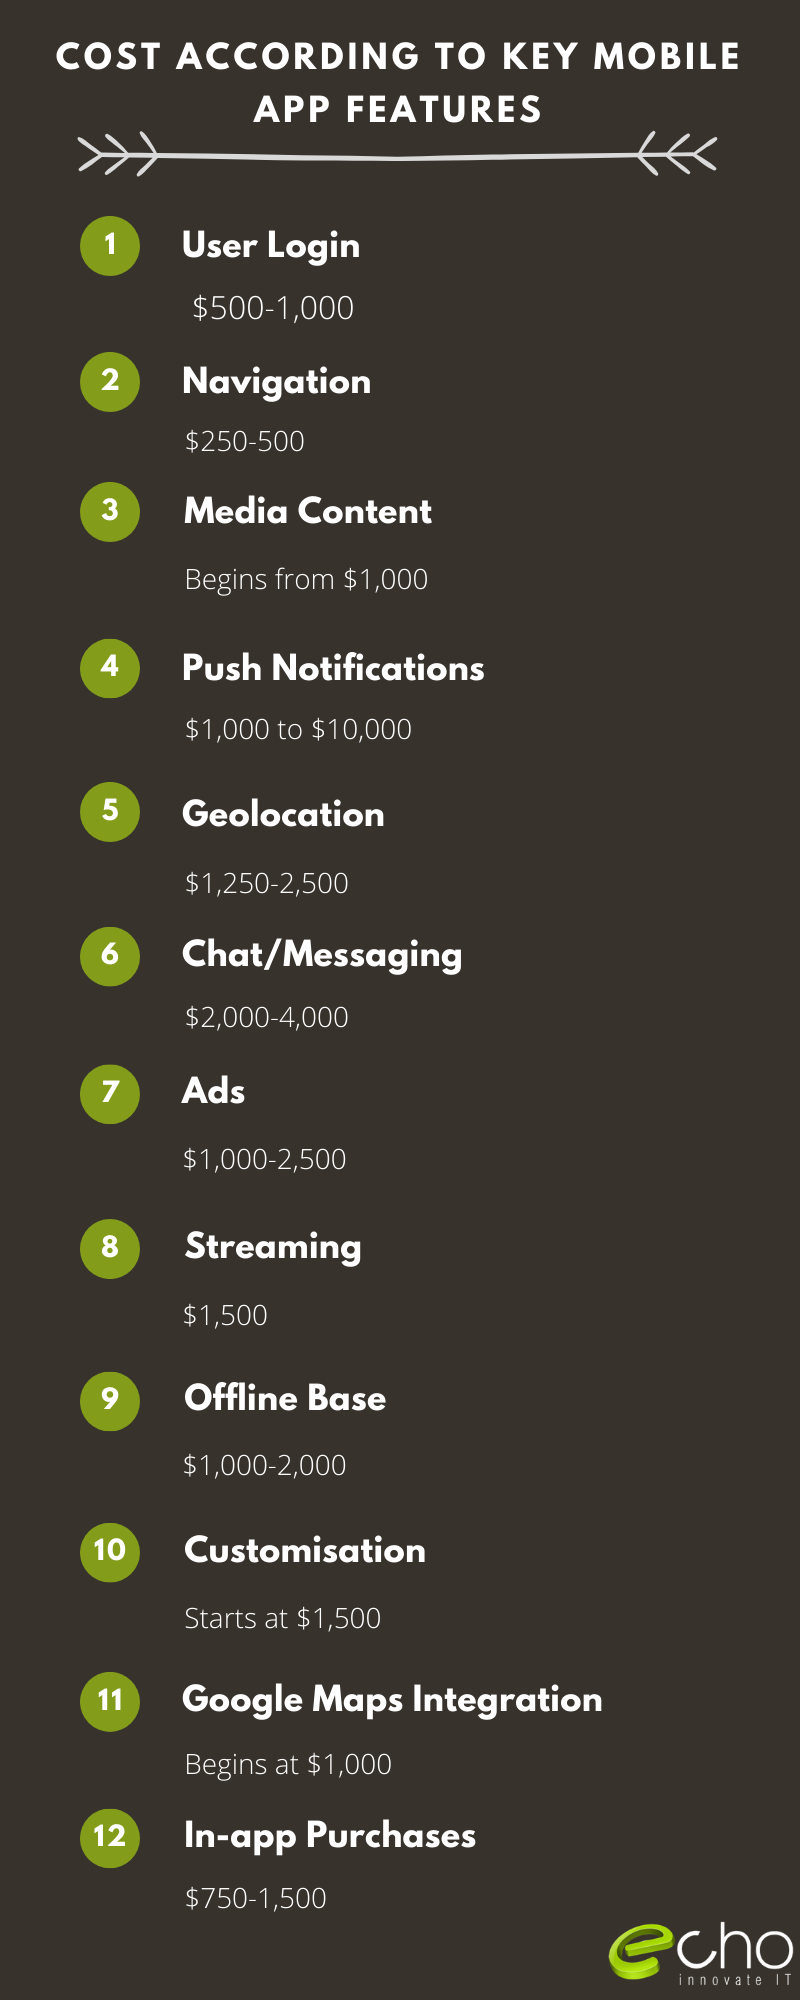 COST ACCORDING TO KEY MOBILE
APP FEATURES
1
User Login
$500-1,000
2
Navigation
$250-500
3
Media Content
Begins from $1,000
4
Push Notifications
$1,000 to $10,000
5
Geolocation
$1,250-2,500
6
Chat/Messaging
$2,000-4,000
7
Ads
$1,000-2,500
8
Streaming
$1,500
9
Offline Base
$1,000-2,000
10
Customisation
Starts at $1,500
11
Google Maps Integration
Begins at $1,000
12
In-app Purchases
$750-1,500
echo
innovate IT